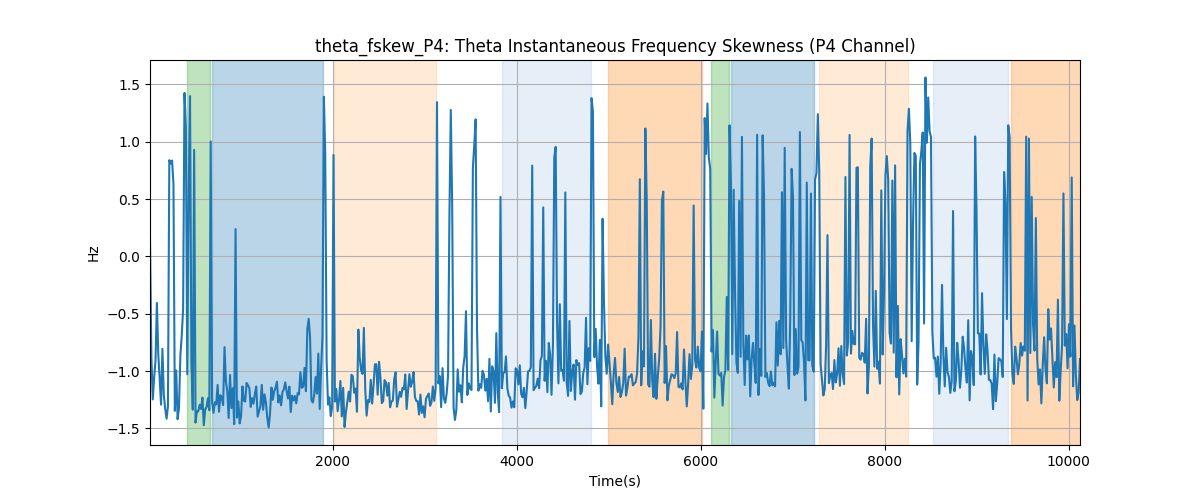 theta_fskew_P4: Theta Instantaneous Frequency Skewness (P4 Channel)
1.5
1.0
0.5
0.0
−0.5
−1.0
−1.5
Hz
2000 4000 6000 8000 10000
Time(s)